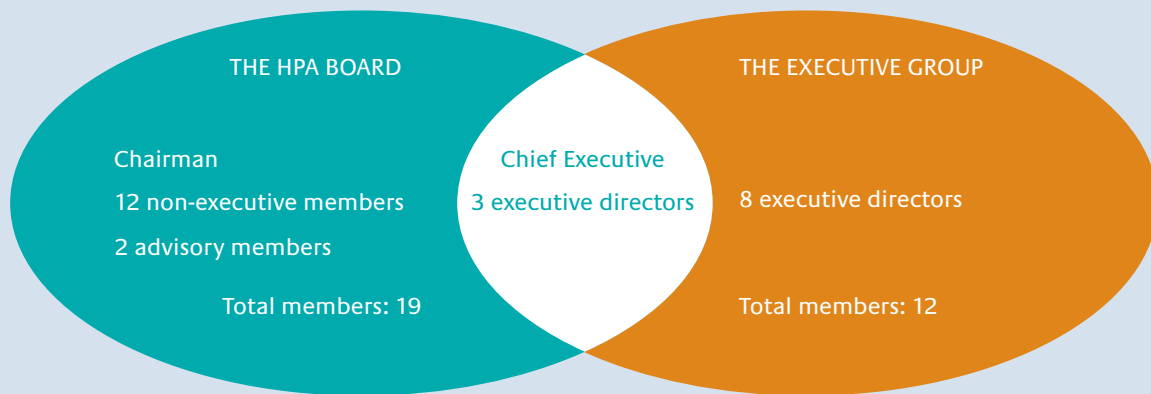 THE HPA BOARD
Chairman
12 non-executive members
2 advisory members
Total members: 19
Chief Executive
3 executive directors
THE EXECUTIVE GROUP
8 executive directors
Total members: 12